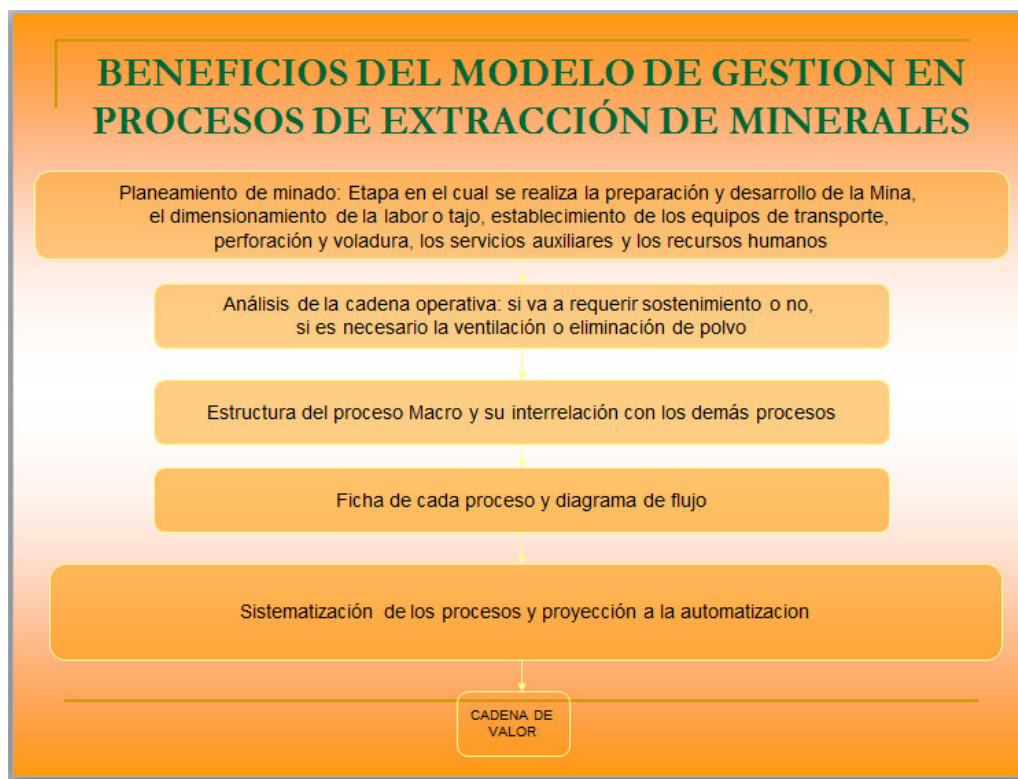 BENEFICIOS DEL MODELO DE GESTION EN
PROCESOS DE EXTRACCIÓN DE MINERALES
Planeamiento de minado: Etapa en el cual se realiza la preparación y desarrollo de la Mina,
el dimensionamiento de la labor o tajo, establecimiento de los equipos de transporte,
perforación y voladura, los servicios auxiliares y los recursos humanos
Análisis de la cadena operativa: si va a requerir sostenimiento o no,
si es necesario la ventilación o eliminación de polvo
Estructura del proceso Macro y su interrelación con los demás procesos
Ficha de cada proceso y diagrama de flujo
Sistematización de los procesos y proyección a la automatizacion
CADENA DE
VALOR